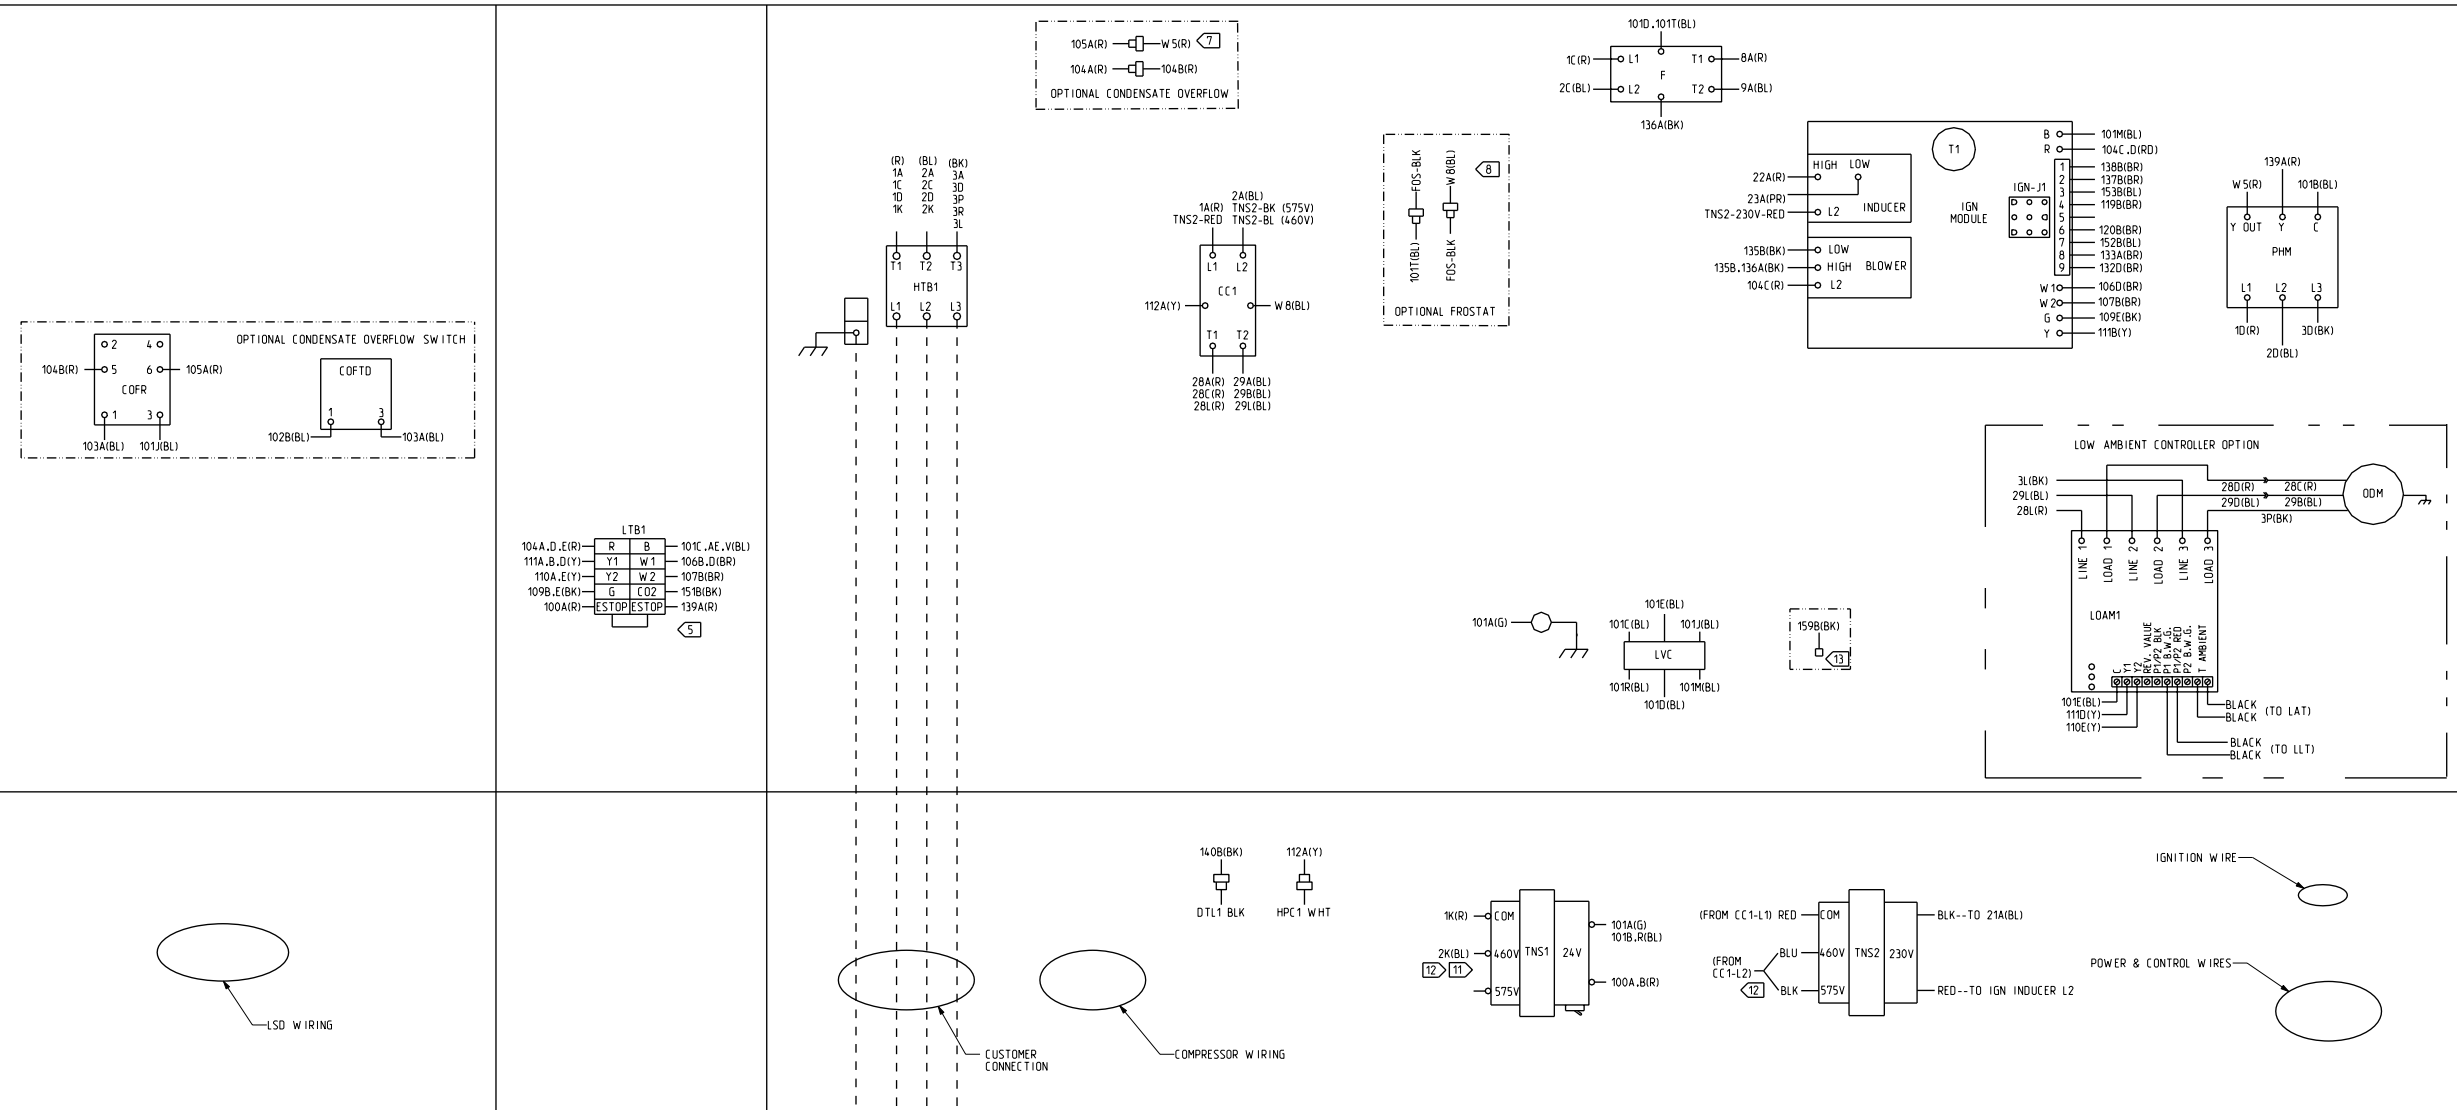 105A(R)
W5(R)
7
104A(R)
104B(R)
OPTIONAL CONDENSATE OVERFLOW
101D.101T(BL)
1C(R)
L1
T1
8A(R)
F
2C(BL)
L2
T2
9A(BL)
136A(BK)
(R)
1A
1C
1D
1K
(BL)
2A
2C
2D
2K
(BK)
3A
3D
3P
3R
3L
T1
T2
T3
HTB1
L1
L2
L3
2A(BL)
1A(R)
TNS2-BK (575V)
TNS2-RED
TNS2-BL (460V)
L1
L2
CC1
112A(Y)
W8(BL)
T1
T2
28A(R)
29A(BL)
28C(R)
29B(BL)
28L(R)
29L(BL)
FOS-BLK
W8(BL)
8
101T(BL)
FOS-BLK
OPTIONAL FROSTAT
T1
HIGH
LOW
22A(R)
23A(PR)
TNS2-230V-RED
L2
INDUCER
135B(BK)
LOW
135B.136A(BK)
HIGH
BLOWER
104C(R)
L2
IGN
MODULE
IGN-J1
B
101M(BL)
R
104C.D(RD)
1
138B(BR)
2
137B(BR)
3
153B(BL)
4
119B(BR)
5
6
120B(BR)
7
152B(BL)
8
133A(BR)
9
132D(BR)
W1
106D(BR)
W2
107B(BR)
G
109E(BK)
Y
111B(Y)
139A(R)
W5(R)
101B(BL)
Y OUT
Y
C
PHM
L1
L2
L3
1D(R)
3D(BK)
2D(BL)
OPTIONAL CONDENSATE OVERFLOW SWITCH
2
4
104B(R)
5
6
105A(R)
COFR
1
3
103A(BL)
101J(BL)
COFTD
1
3
102B(BL)
103A(BL)
LTB1
104A.D.E(R)
R
B
101C.AE.V(BL)
111A.B.D(Y)
Y1
W1
106B.D(BR)
110A.E(Y)
Y2
W2
107B(BR)
109B.E(BK)
G
CO2
151B(BK)
100A(R)
ESTOP
ESTOP
139A(R)
5
LOW AMBIENT CONTROLLER OPTION
3L(BK)
28D(R)
28C(R)
ODM
29L(BL)
29D(BL)
29B(BL)
28L(R)
3P(BK)
LINE 1
LOAD 1
LINE 2
LOAD 2
LINE 3
LOAD 3
LOAM1
C
Y1
Y2
REV. VALUE
P1/P2 BLK
P1 B.W.G.
P1/P2 RED
P2 B.W.G.
T AMBIENT
101E(BL)
111D(Y)
110E(Y)
BLACK
BLACK
(TO LAT)
BLACK
BLACK
(TO LLT)
101A(G)
101E(BL)
101C(BL)
101J(BL)
LVC
101R(BL)
101M(BL)
101D(BL)
159B(BK)
13
140B(BK)
DTL1 BLK
112A(Y)
HPC1 WHT
1K(R)
COM
2K(BL)
460V
12
11
575V
TNS1
24V
101A(G)
101B.R(BL)
100A.B(R)
(FROM CC1-L1) RED
COM
BLU
460V
(FROM
CC1-L2)
12
BLK
575V
TNS2
230V
BLK--TO 21A(BL)
RED--TO IGN INDUCER L2
IGNITION WIRE
POWER & CONTROL WIRES
LSD WIRING
CUSTOMER
CONNECTION
COMPRESSOR WIRING